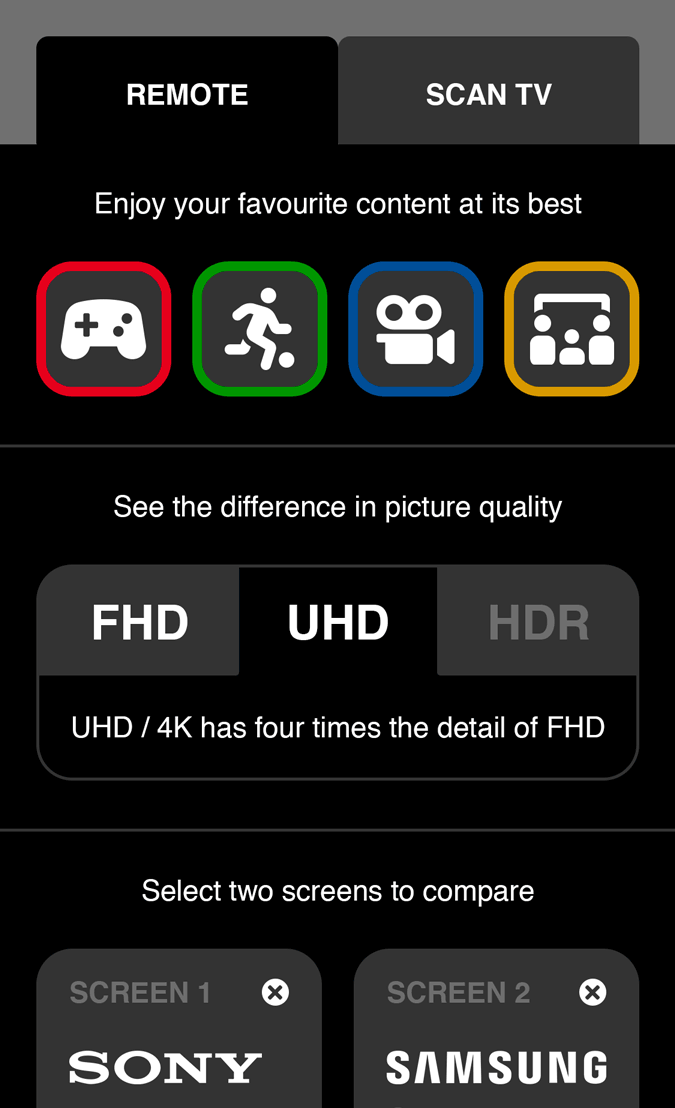 REMOTE
SCAN TV
Enjoy your favourite content at its best
See the difference in picture quality
FHD
UHD
HDR
UHD / 4K has four times the detail of FHD
Select two screens to compare
SCREEN 1
SCREEN 2
SONY
SAMSUNG